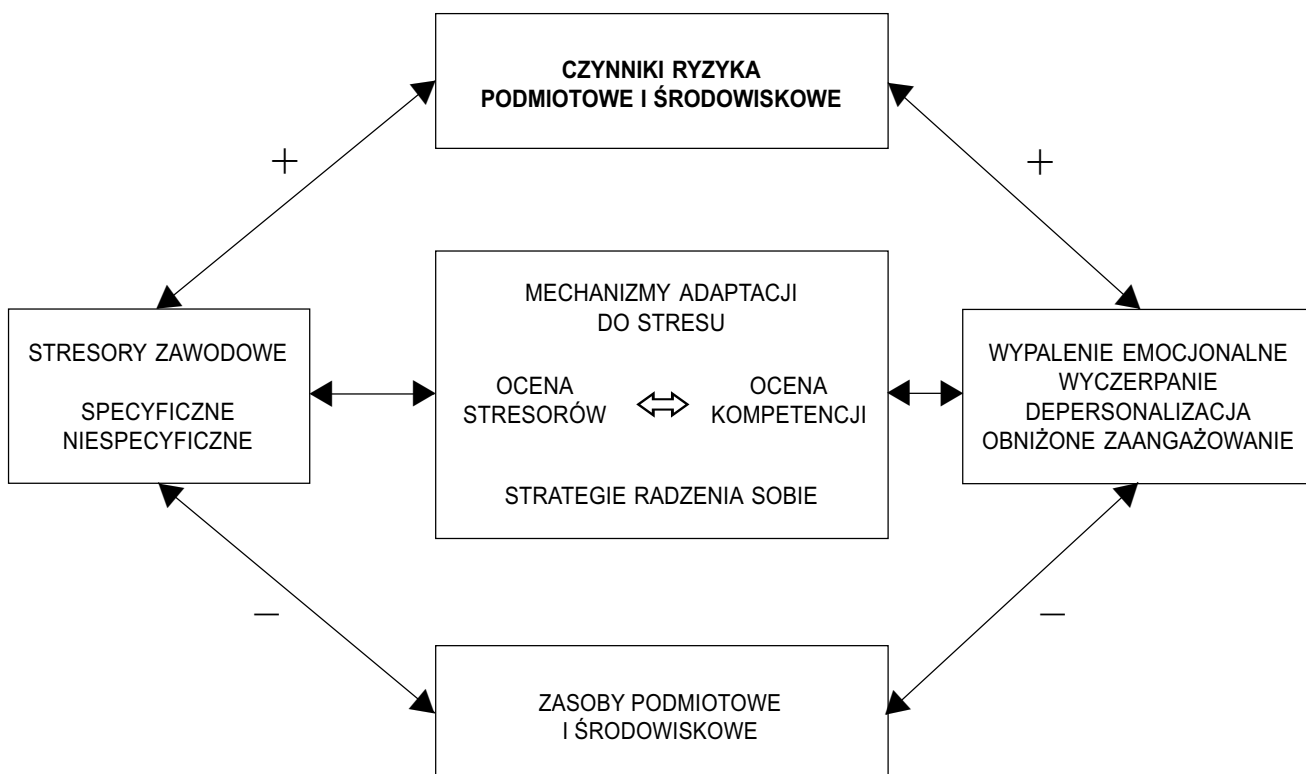 CZYNNIKI RYZYKA
PODMIOTOWE I ŚRODOWISKOWE
+
+
STRESORY ZAWODOWE
SPECYFICZNE
NIESPECYFICZNE
MECHANIZMY ADAPTACJI
DO STRESU
OCENA
STRESORÓW
OCENA
KOMPETENCJI
STRATEGIE RADZENIA SOBIE
WYPALENIE EMOCJONALNE
WYCZERPANIE
DEPERSONALIZACJA
OBNIŻONE ZAANGAŻOWANIE
–
–
ZASOBY PODMIOTOWE
I ŚRODOWISKOWE